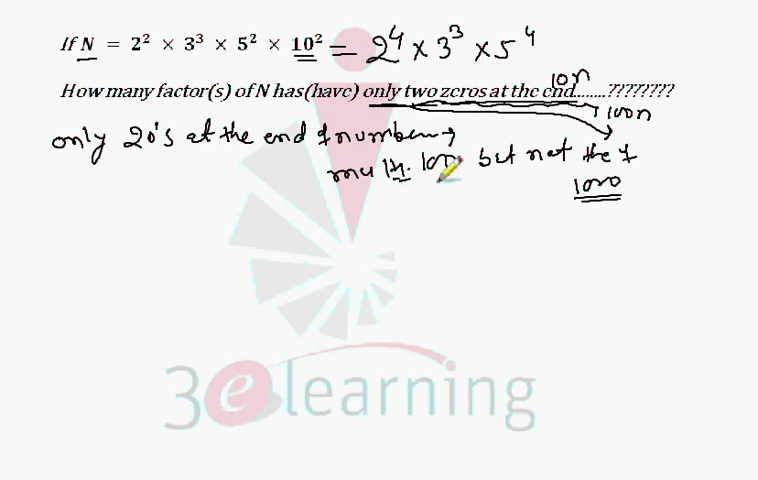 If N = 2² × 3³ × 5² × 10² = 2⁴ × 3³ × 5⁴
10n
How many factor(s) of N has(have) only two zeros at the end.......????????
100n
only 2 0's at the end of number →
multi. 100 but not the of
1000
3elearning